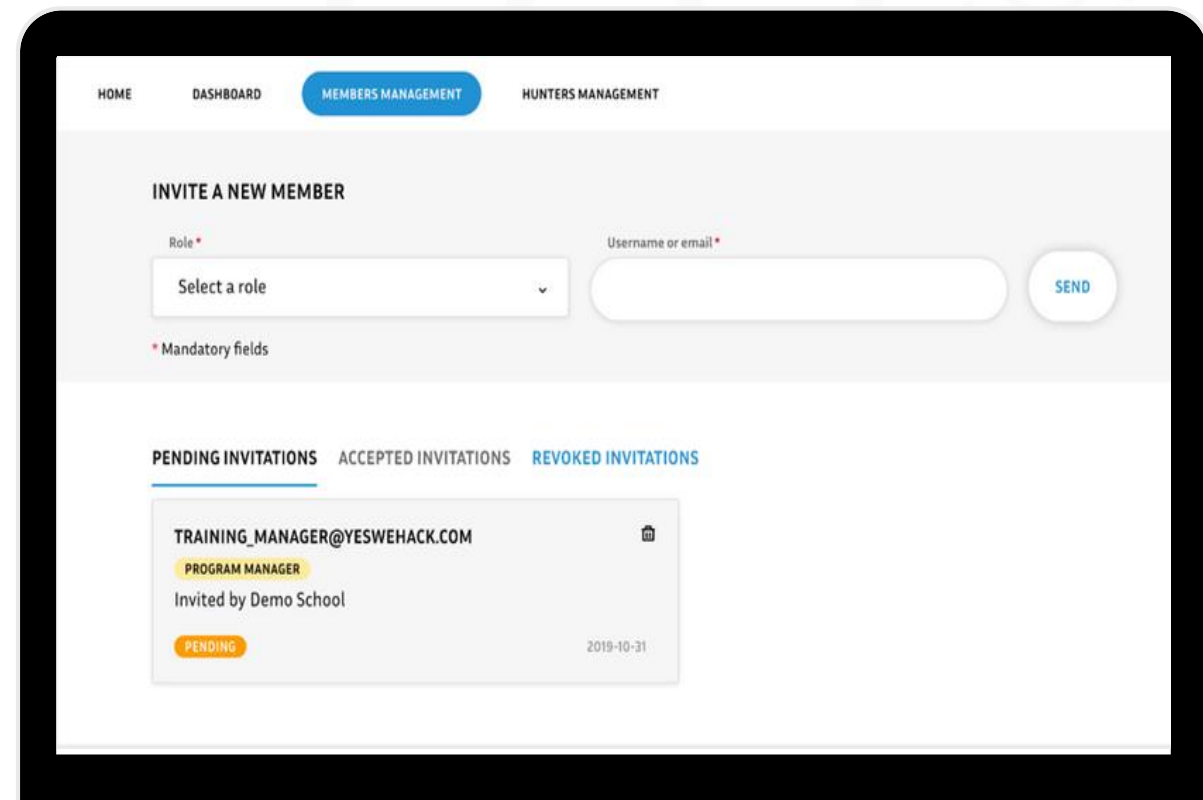 HOME DASHBOARD MEMBERS MANAGEMENT HUNTERS MANAGEMENT
INVITE A NEW MEMBER
Role * Username or email *
Select a role SEND
* Mandatory fields
PENDING INVITATIONS ACCEPTED INVITATIONS REVOKED INVITATIONS
TRAINING_MANAGER@YESWEHACK.COM
PROGRAM MANAGER
Invited by Demo School
PENDING 2019-10-31